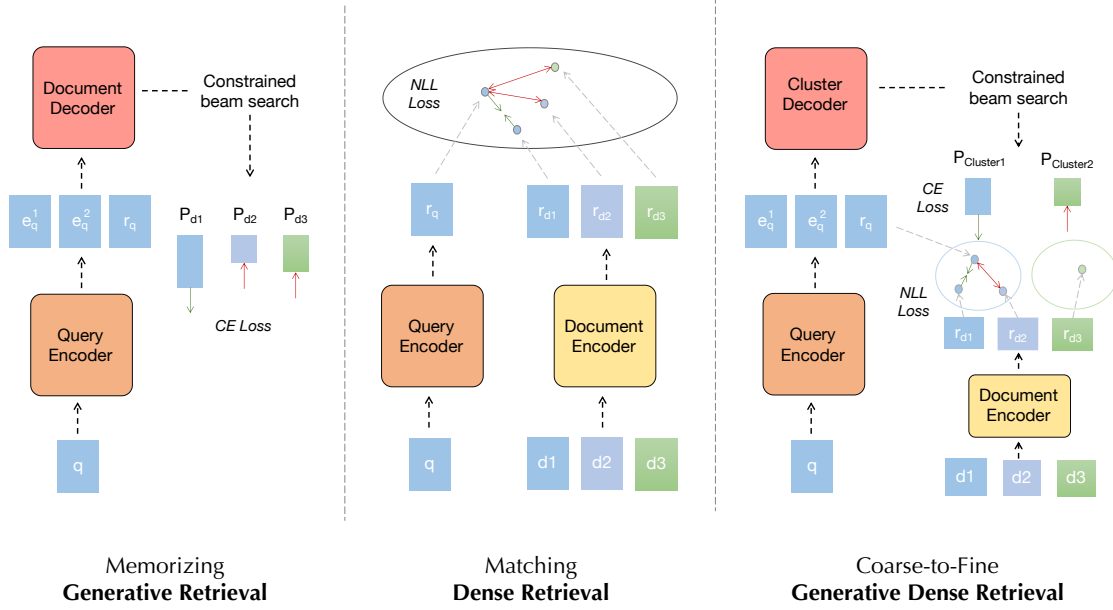 Document
Decoder
Constrained
beam search
e_q^1
e_q^2
r_q
P_d1
P_d2
P_d3
CE Loss
Query
Encoder
q
Memorizing
Generative Retrieval
NLL
Loss
r_q
r_d1
r_d2
r_d3
Query
Encoder
Document
Encoder
q
d1
d2
d3
Matching
Dense Retrieval
Cluster
Decoder
Constrained
beam search
P_Cluster1
P_Cluster2
CE
Loss
e_q^1
e_q^2
r_q
NLL
Loss
r_d1
r_d2
r_d3
Query
Encoder
Document
Encoder
q
d1
d2
d3
Coarse-to-Fine
Generative Dense Retrieval